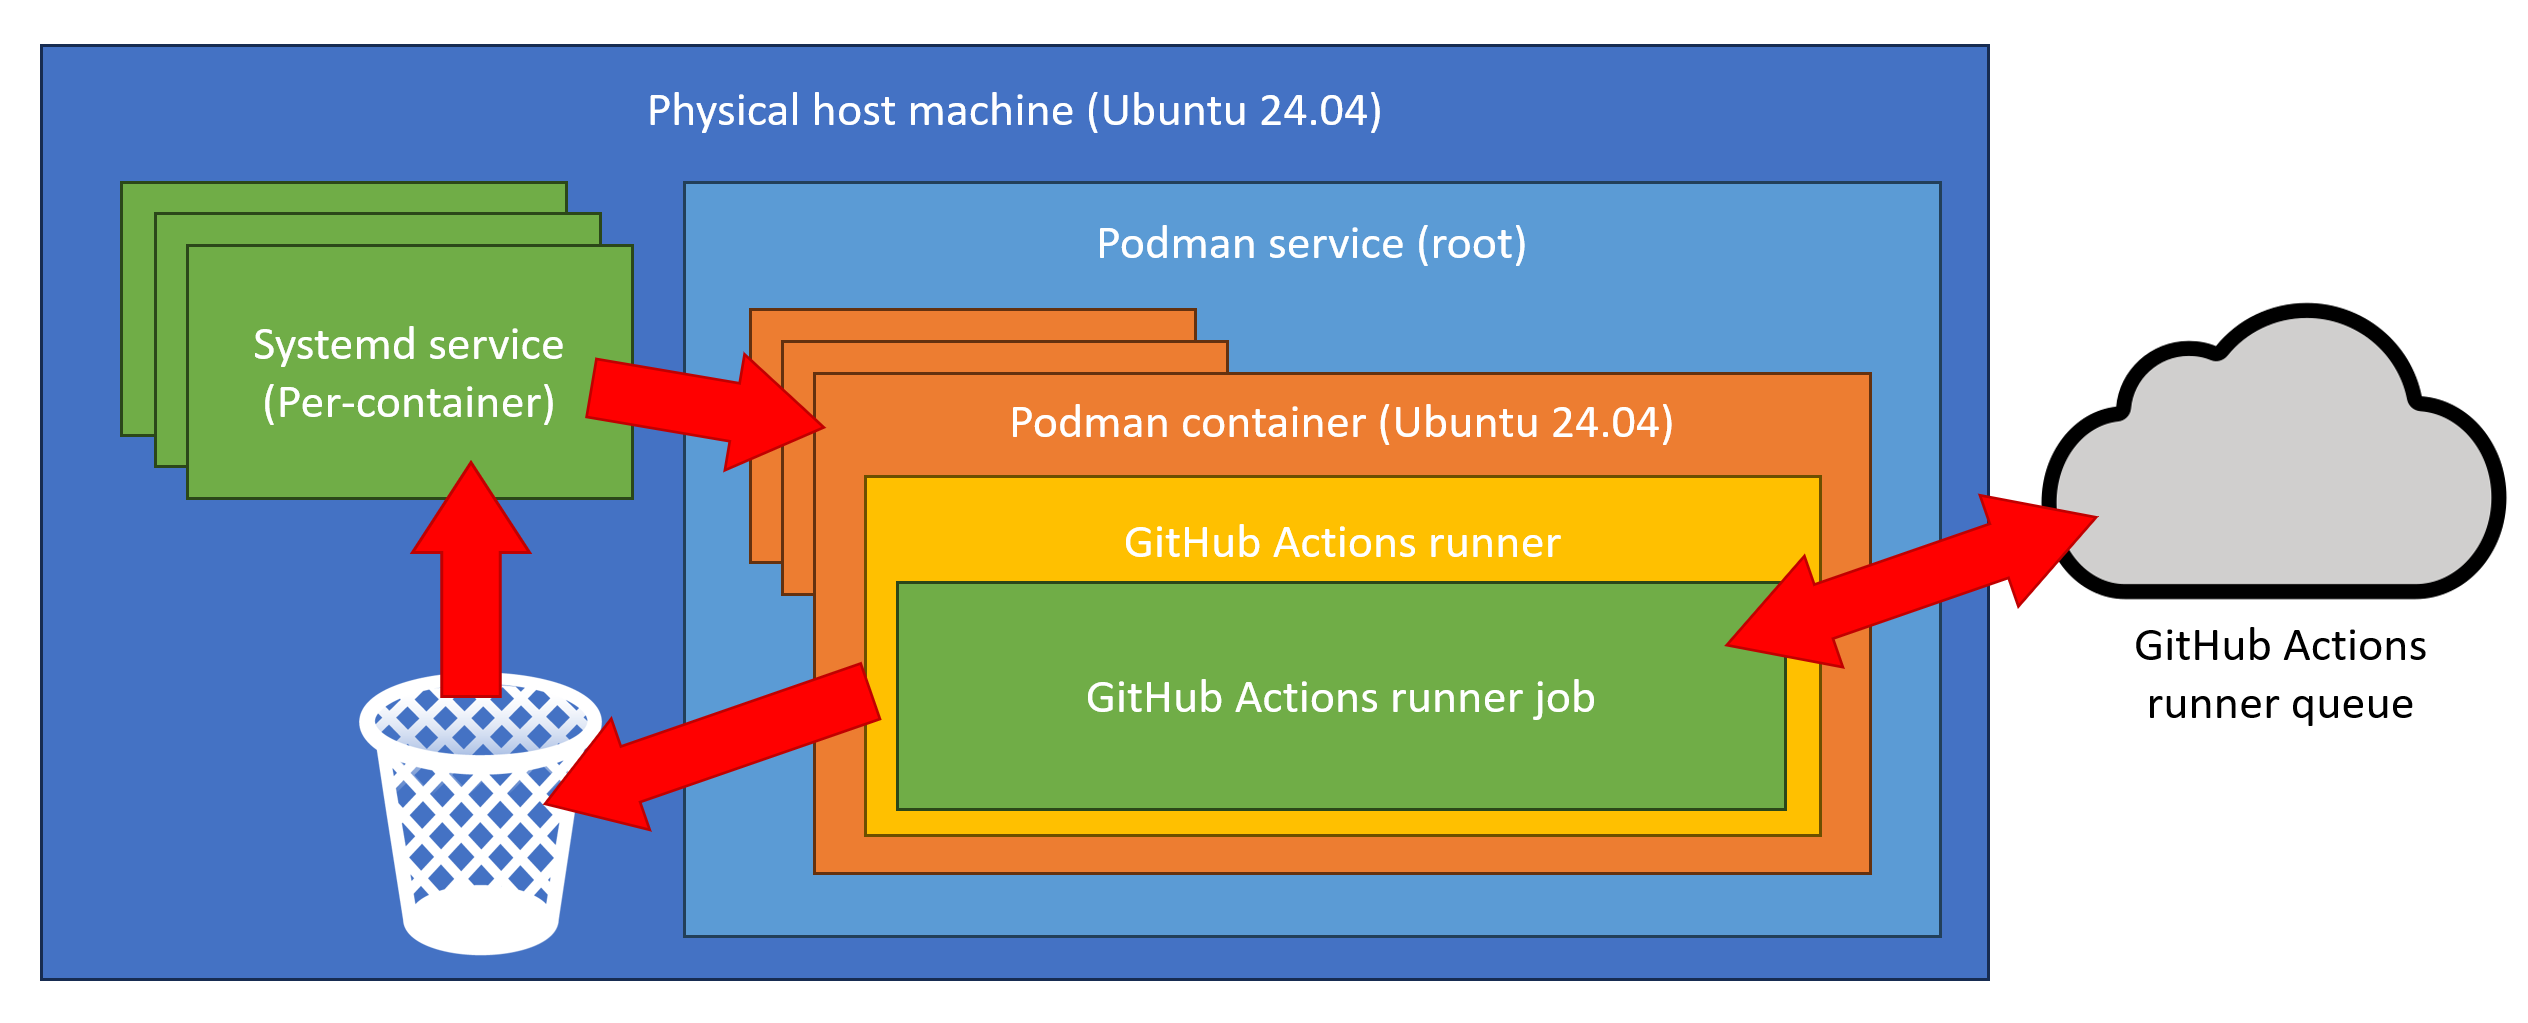 Physical host machine (Ubuntu 24.04)
Podman service (root)
Systemd service
(Per-container)
Podman container (Ubuntu 24.04)
GitHub Actions runner
GitHub Actions runner job
GitHub Actions
runner queue